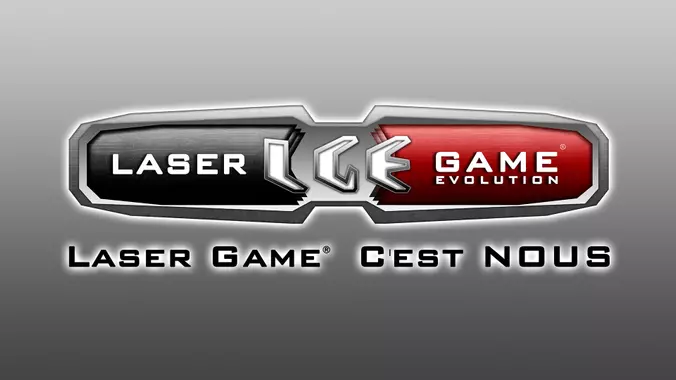 LASER LGE GAME®
EVOLUTION
LASER GAME® C'EST NOUS